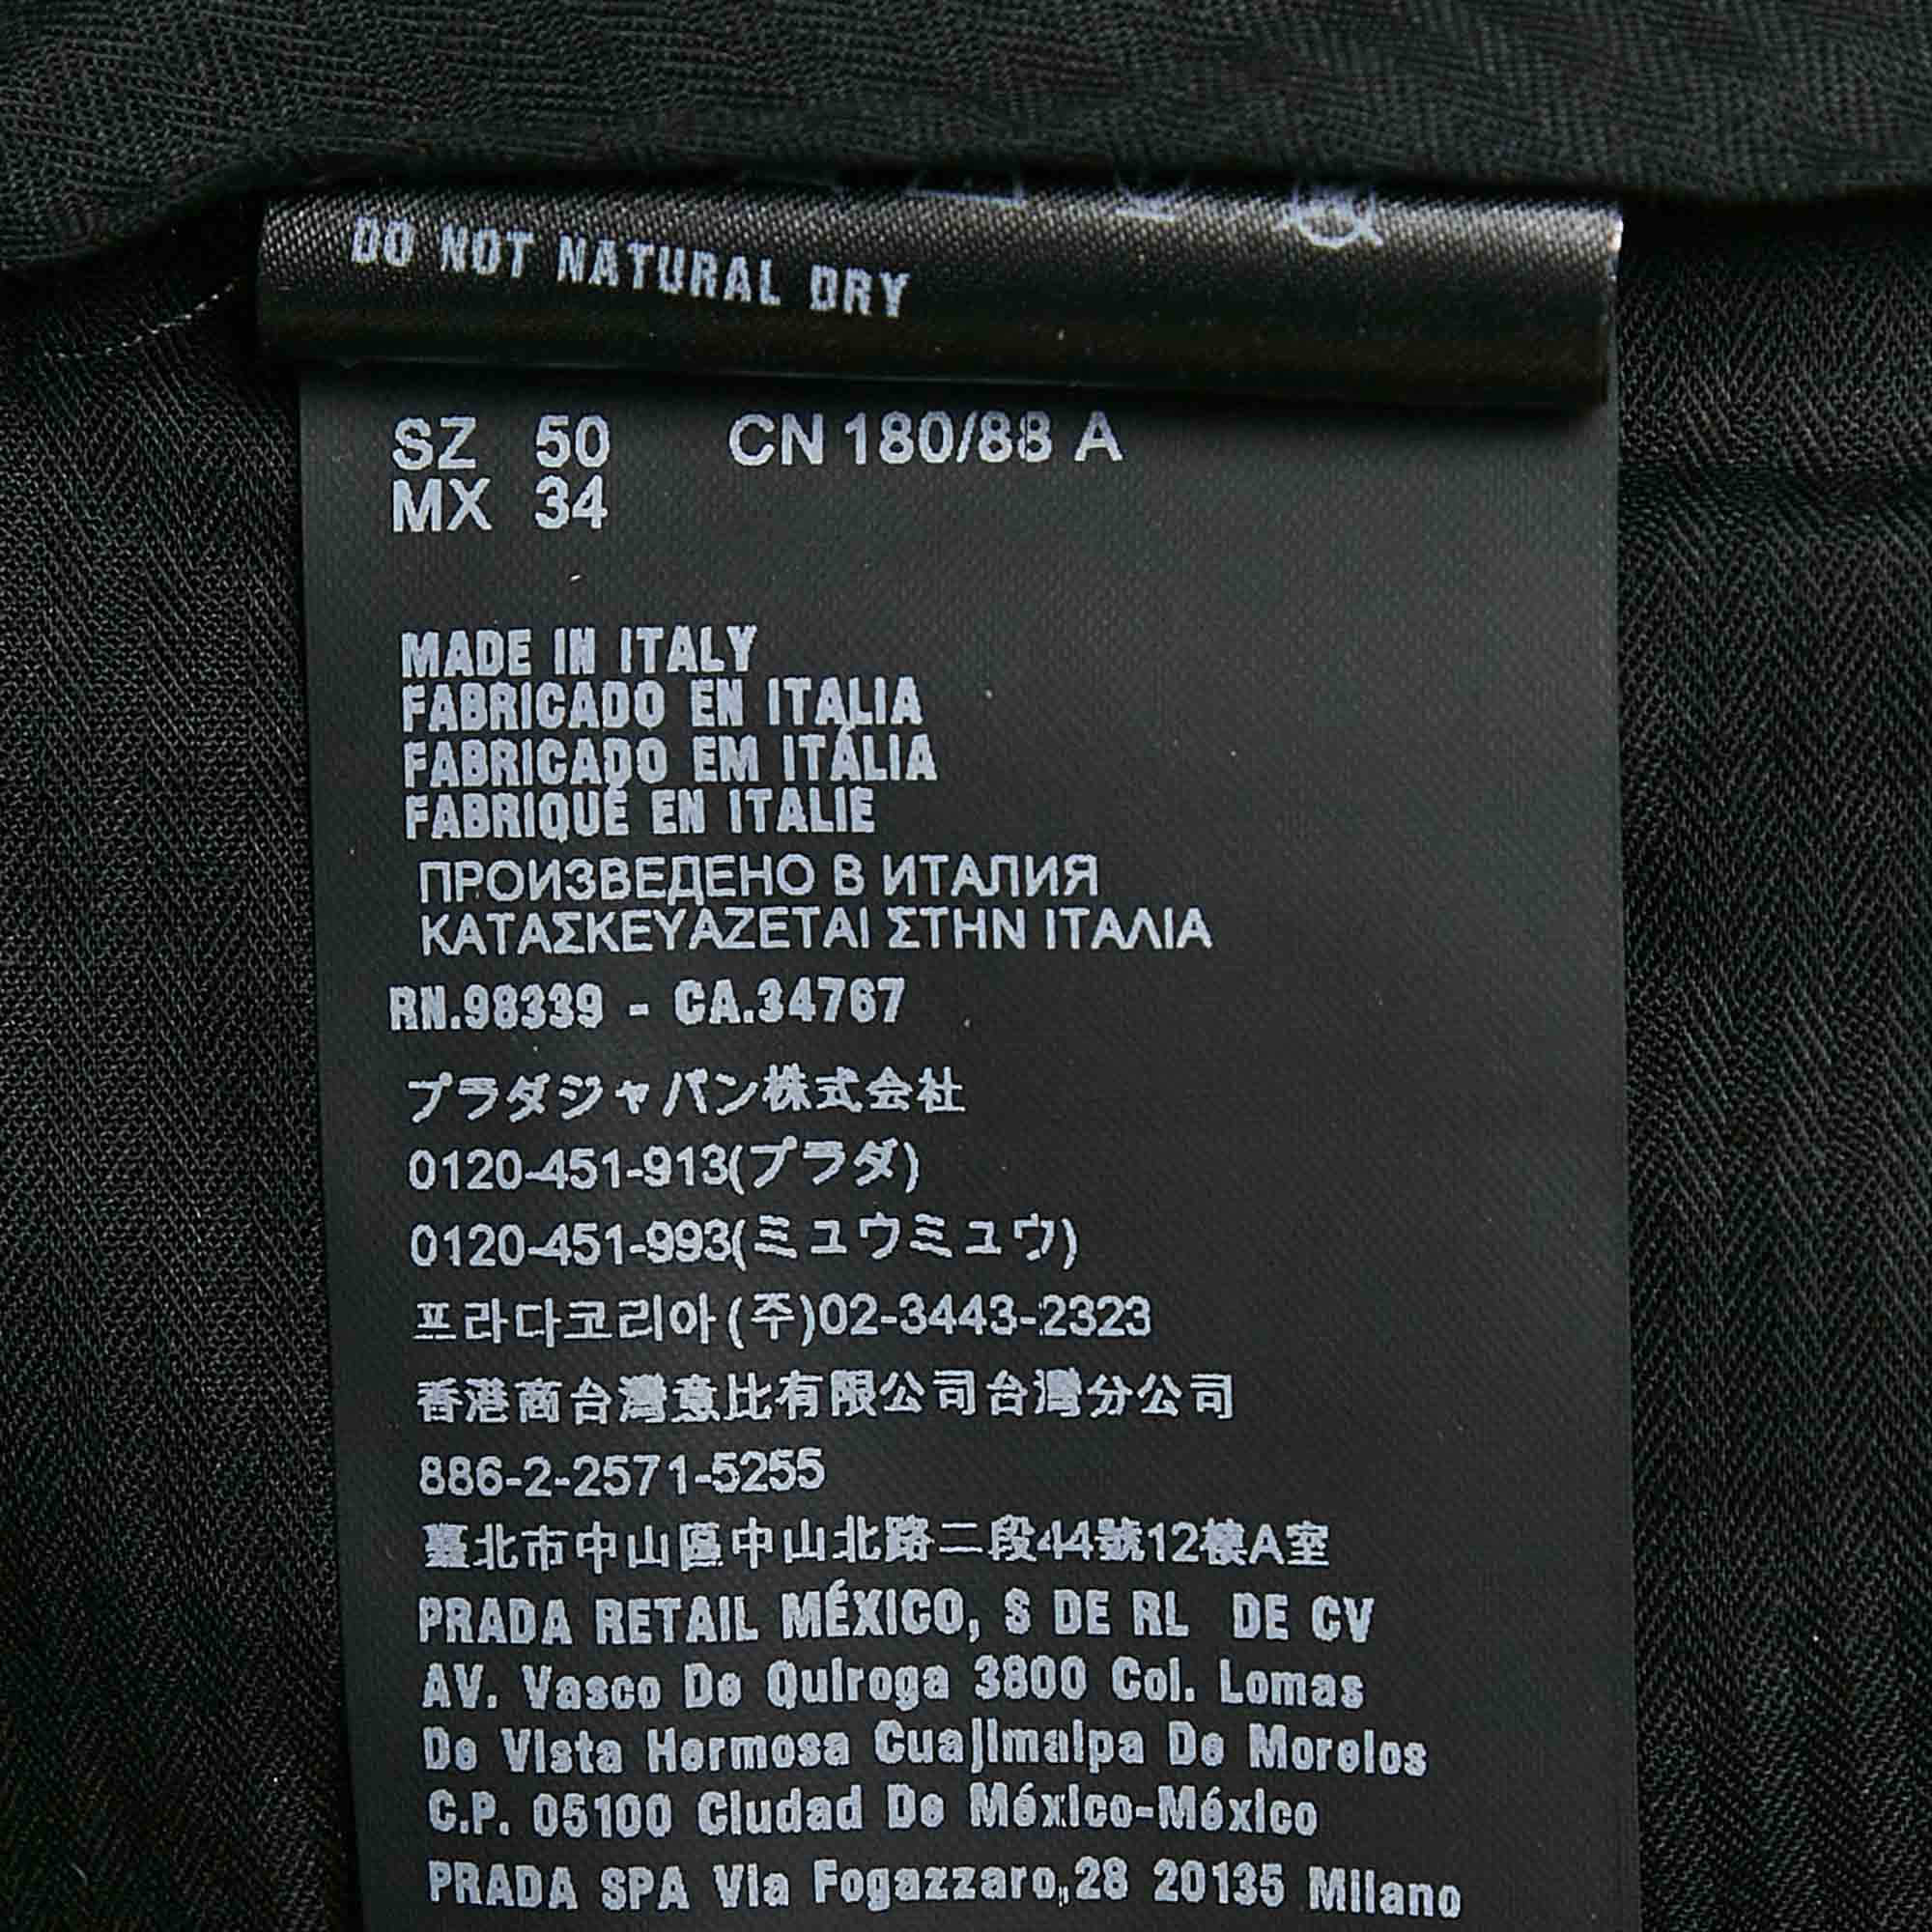 DO NOT NATURAL DRY
SZ 50 CN 180/88 A
MX 34
MADE IN ITALY
FABRICADO EN ITALIA
FABRICADO EM ITÁLIA
FABRIQUÉ EN ITALIE
ПРОИЗВЕДЕНО В ИТАЛИЯ
ΚΑΤΑΣΚΕΥΑΖΕΤΑΙ ΣΤΗΝ ΙΤΑΛΙΑ
RN.98339 - CA.34767
プラダジャパン株式会社
0120-451-913(プラダ)
0120-451-993(ミュウミュウ)
프라다코리아(주)02-3443-2323
香港商台灣意比有限公司台灣分公司
886-2-2571-5255
臺北市中山區中山北路二段44號12樓A室
PRADA RETAIL MÉXICO, S DE RL DE CV
AV. Vasco De Quiroga 3800 Col. Lomas
De Vista Hermosa Cuajimalpa De Morelos
C.P. 05100 Ciudad De México-México
PRADA SPA Via Fogazzaro,28 20135 Milano